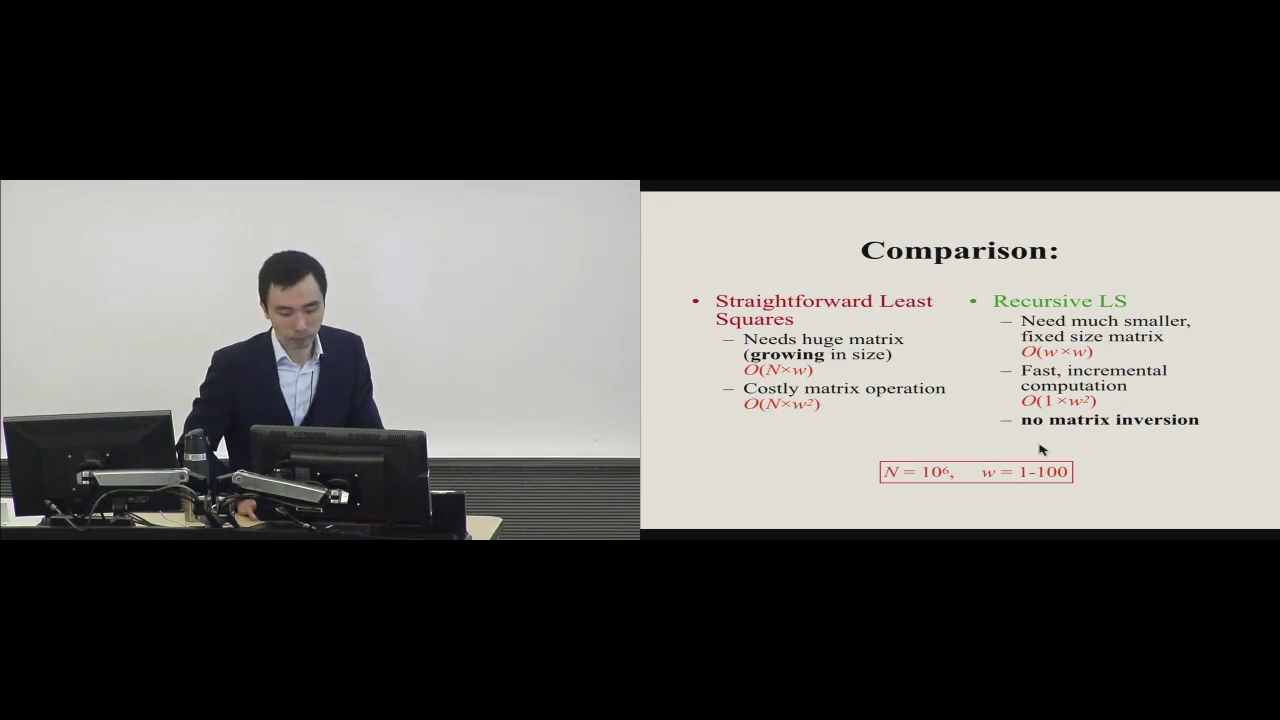 Comparison:
• Straightforward Least
Squares
– Needs huge matrix
(growing in size)
O(N×w)
– Costly matrix operation
O(N×w²)
• Recursive LS
– Need much smaller,
fixed size matrix
O(w×w)
– Fast, incremental
computation
O(1×w²)
– no matrix inversion
N = 10⁶, w = 1-100